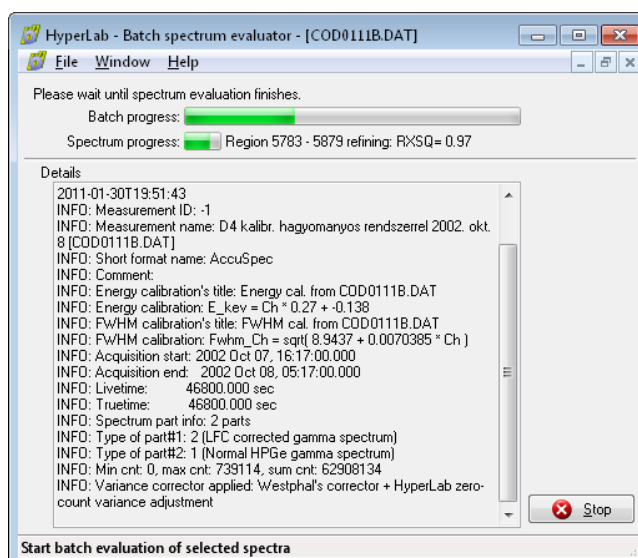 HyperLab - Batch spectrum evaluator - [COD0111B.DAT]
File Window Help
Please wait until spectrum evaluation finishes.
Batch progress:
Spectrum progress: Region 5783 - 5879 refining: RXSQ= 0.97
Details
2011-01-30T19:51:43
INFO: Measurement ID: -1
INFO: Measurement name: D4 kalibr. hagyomanyos rendszerrel 2002. okt.
8 [COD0111B.DAT]
INFO: Short format name: AccuSpec
INFO: Comment:
INFO: Energy calibration's title: Energy cal. from COD0111B.DAT
INFO: Energy calibration: E_kev = Ch * 0.27 + -0.138
INFO: FWHM calibration's title: FWHM cal. from COD0111B.DAT
INFO: FWHM calibration: Fwhm_Ch = sqrt( 8.9437 + 0.0070385 * Ch )
INFO: Acquisition start: 2002 Oct 07, 16:17:00.000
INFO: Acquisition end: 2002 Oct 08, 05:17:00.000
INFO: Livetime: 46800.000 sec
INFO: Truetime: 46800.000 sec
INFO: Spectrum part info: 2 parts
INFO: Type of part#1: 2 (LFC corrected gamma spectrum)
INFO: Type of part#2: 1 (Normal HPGe gamma spectrum)
INFO: Min cnt: 0, max cnt: 739114, sum cnt: 62908134
INFO: Variance corrector applied: Westphal's corrector + HyperLab zero-
count variance adjustment
Stop
Start batch evaluation of selected spectra